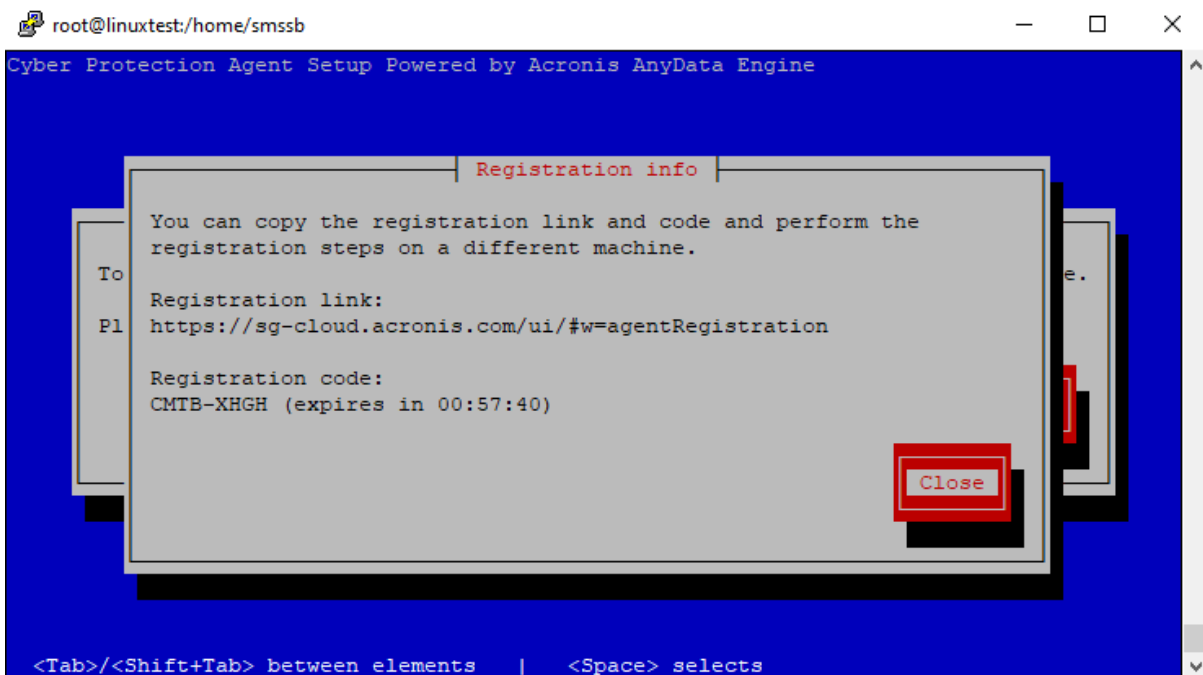 root@linuxtest:/home/smssb
Cyber Protection Agent Setup Powered by Acronis AnyData Engine
Registration info
You can copy the registration link and code and perform the
registration steps on a different machine.
To
e.
Registration link:
Pl
https://sg-cloud.acronis.com/ui/#w=agentRegistration
Registration code:
CMTB-XHGH (expires in 00:57:40)
Close
<Tab>/<Shift+Tab> between elements | <Space> selects